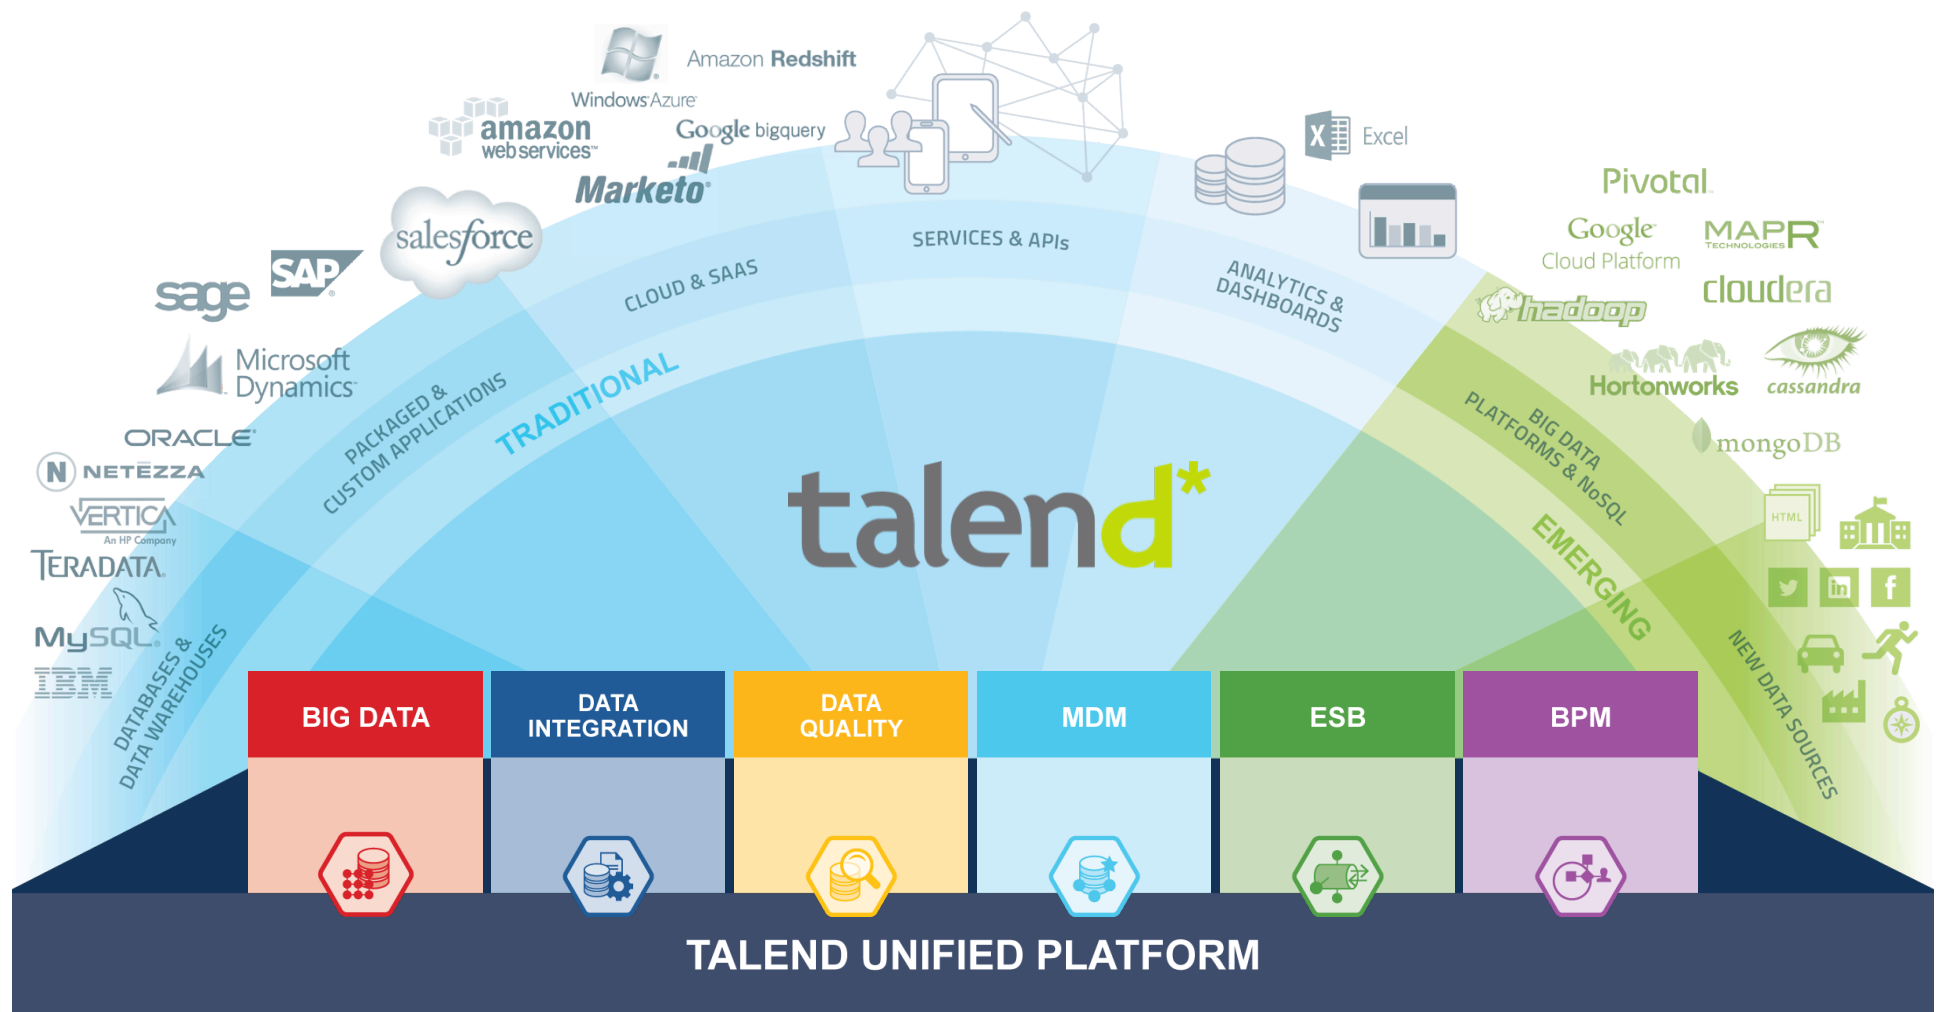 Windows Azure
Amazon Redshift
amazon
web services™
Google bigquery
Marketo
salesforce
SAP
sage
Microsoft
Dynamics
ORACLE
N NETEZZA
VERTICA
An HP Company
TERADATA
MySQL
IBM
DATABASES &
DATA WAREHOUSES
PACKAGED &
CUSTOM APPLICATIONS
CLOUD & SAAS
SERVICES & APIs
ANALYTICS &
DASHBOARDS
X Excel
Pivotal
Google
Cloud Platform
MAPR™
TECHNOLOGIES
cloudera
hadoop
Hortonworks
cassandra
mongoDB
HTML
in
f
BIG DATA
PLATFORMS & NoSQL
NEW DATA SOURCES
TRADITIONAL
EMERGING
talend*
BIG DATA
DATA
INTEGRATION
DATA
QUALITY
MDM
ESB
BPM
TALEND UNIFIED PLATFORM